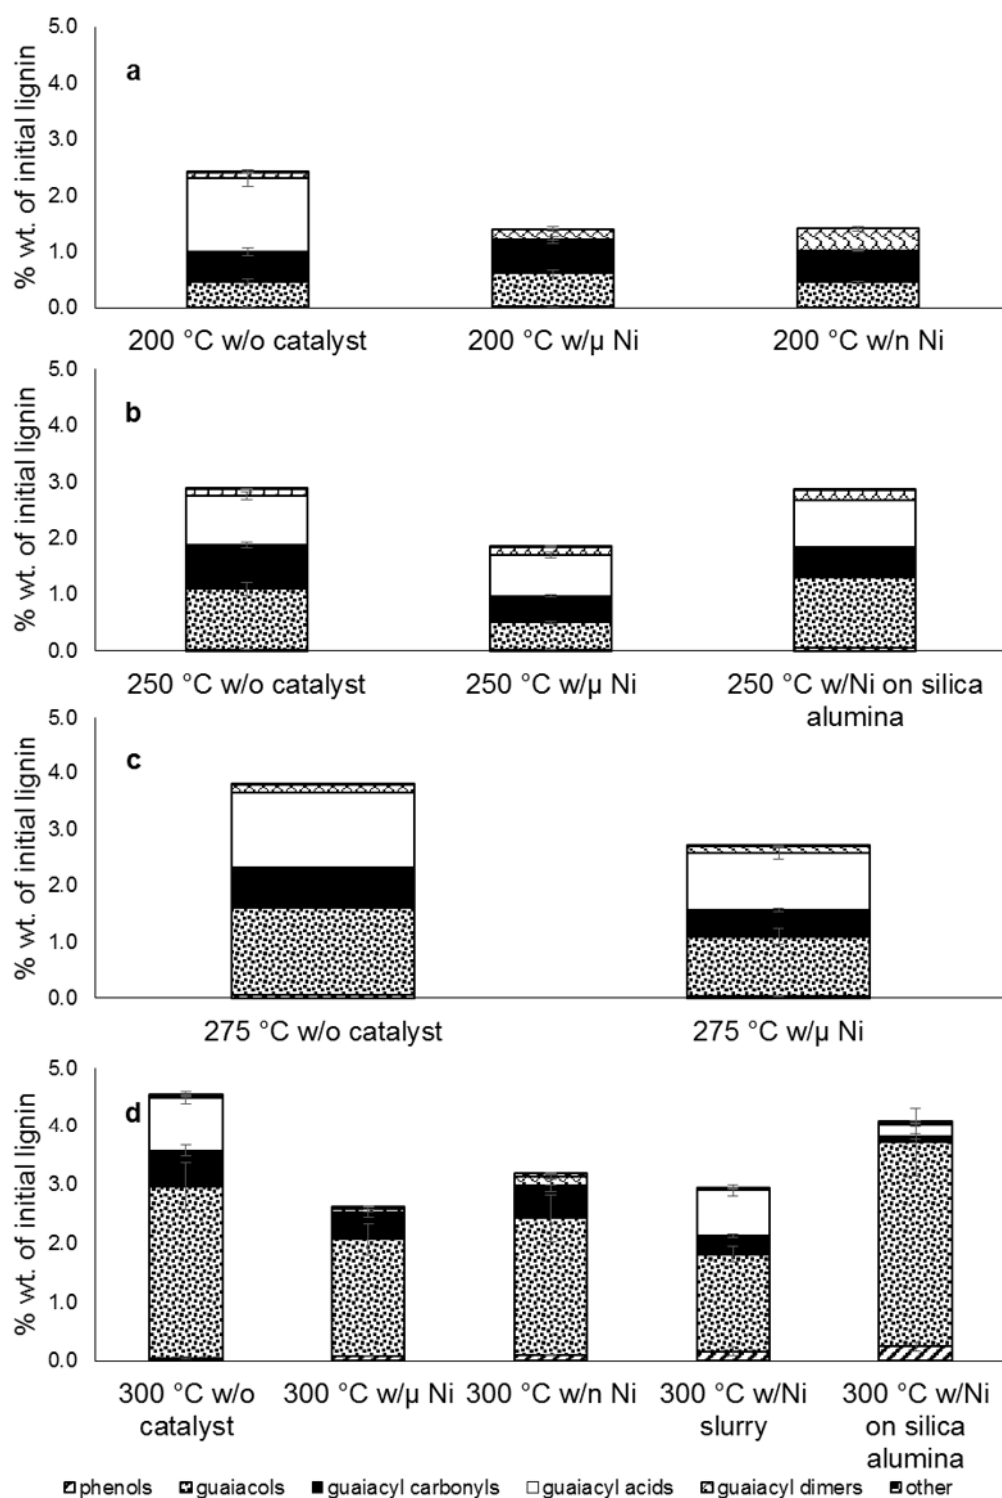 5.0
a
4.0
3.0
2.0
1.0
0.0
% wt. of initial lignin
200 °C w/o catalyst 200 °C w/µ Ni 200 °C w/n Ni
5.0
b
4.0
3.0
2.0
1.0
0.0
% wt. of initial lignin
250 °C w/o catalyst 250 °C w/µ Ni 250 °C w/Ni on silica
alumina
5.0
c
4.0
3.0
2.0
1.0
0.0
% wt. of initial lignin
275 °C w/o catalyst 275 °C w/µ Ni
5.0
d
4.0
3.0
2.0
1.0
0.0
% wt. of initial lignin
300 °C w/o 300 °C w/µ Ni 300 °C w/n Ni 300 °C w/Ni 300 °C w/Ni
catalyst slurry on silica
alumina
phenols guaiacols guaiacyl carbonyls guaiacyl acids guaiacyl dimers other